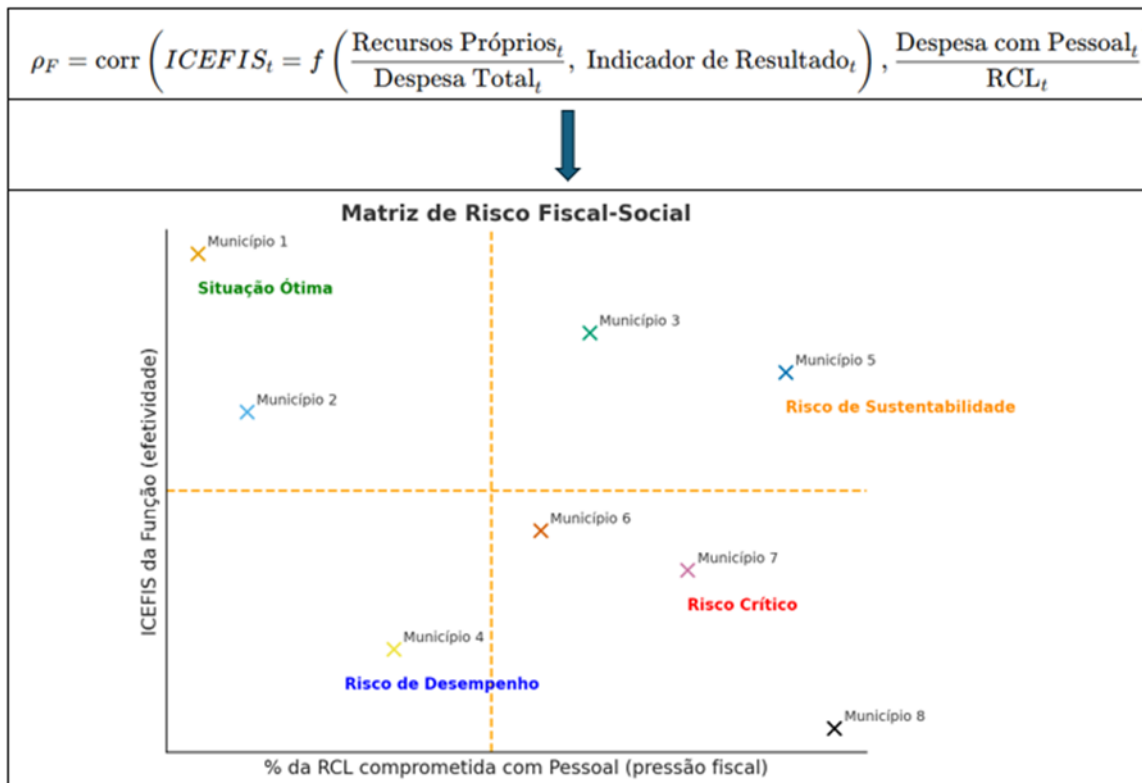 ρ_F = corr ( ICEFIS_t = f ( Recursos Próprios_t / Despesa Total_t , Indicador de Resultado_t ) , Despesa com Pessoal_t / RCL_t
Matriz de Risco Fiscal-Social
Município 1
Situação Ótima
Município 3
Município 5
Município 2
Risco de Sustentabilidade
Município 6
Município 7
Risco Crítico
Município 4
Risco de Desempenho
Município 8
ICEFIS da Função (efetividade)
% da RCL comprometida com Pessoal (pressão fiscal)